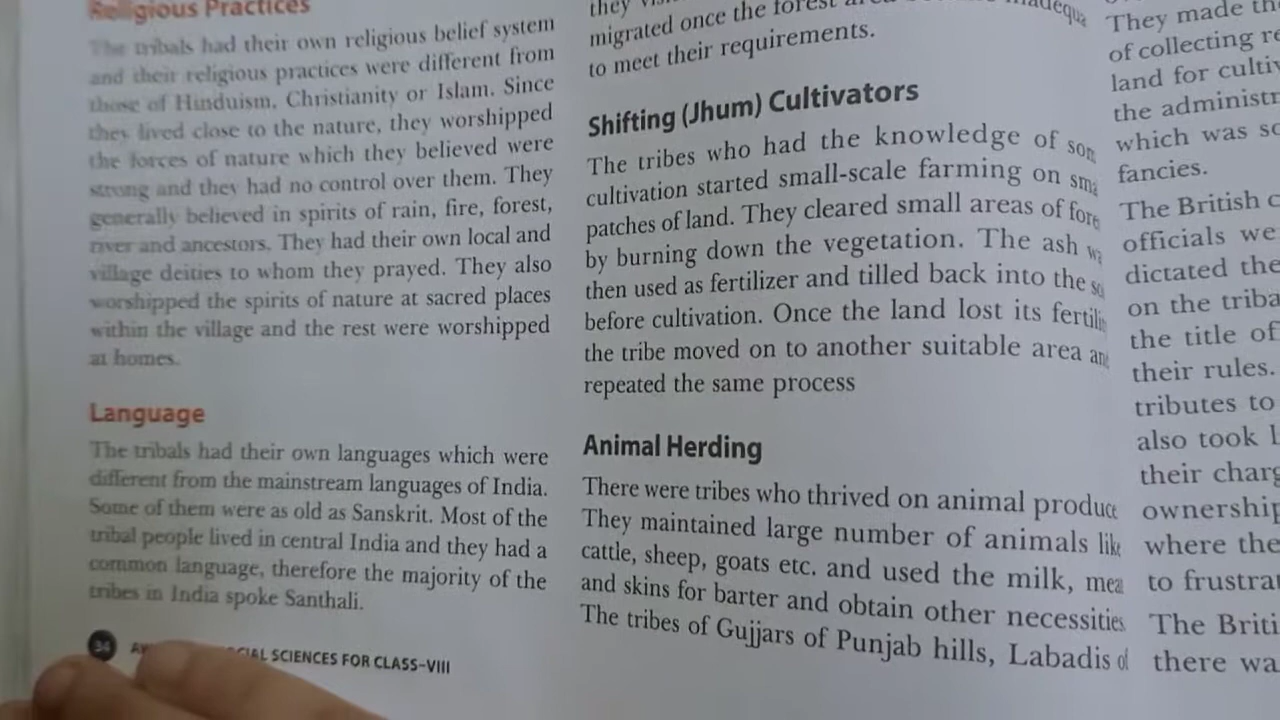 Religious Practices
The tribals had their own religious belief system
and their religious practices were different from
those of Hinduism, Christianity or Islam. Since
they lived close to the nature, they worshipped
the forces of nature which they believed were
strong and they had no control over them. They
generally believed in spirits of rain, fire, forest,
river and ancestors. They had their own local and
village deities to whom they prayed. They also
worshipped the spirits of nature at sacred places
within the village and the rest were worshipped
at homes.
Language
The tribals had their own languages which were
different from the mainstream languages of India.
Some of them were as old as Sanskrit. Most of the
tribal people lived in central India and they had a
common language, therefore the majority of the
tribes in India spoke Santhali.
34
SCIENCES FOR CLASS-VIII
they
migrated once the forest
to meet their requirements.
Shifting (Jhum) Cultivators
The tribes who had the knowledge of
cultivation started small-scale farming on
patches of land. They cleared small areas of
by burning down the vegetation. The ash
then used as fertilizer and tilled back into the
before cultivation. Once the land lost its
the tribe moved on to another suitable area
repeated the same process
Animal Herding
There were tribes who thrived on animal
They maintained large number of animals
cattle, sheep, goats etc. and used the milk,
and skins for barter and obtain other necessities
The tribes of Gujjars of Punjab hills, Labadis
They made
of collecting
land for
the
which was
fancies.
The British
officials
dictated the
on the
the title of
their rules.
tributes to
also took
their
ownership
where the
to
The
there